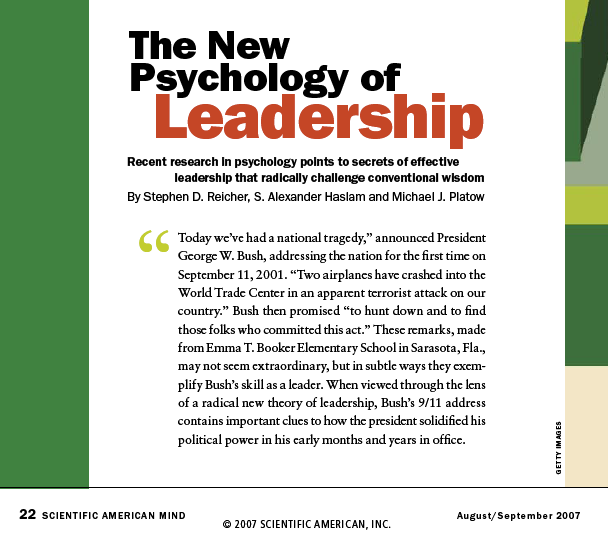 The New
Psychology of
Leadership
Recent research in psychology points to secrets of effective
leadership that radically challenge conventional wisdom
By Stephen D. Reicher, S. Alexander Haslam and Michael J. Platow
“Today we’ve had a national tragedy,” announced President
George W. Bush, addressing the nation for the first time on
September 11, 2001. “Two airplanes have crashed into the
World Trade Center in an apparent terrorist attack on our
country.” Bush then promised “to hunt down and to find
those folks who committed this act.” These remarks, made
from Emma T. Booker Elementary School in Sarasota, Fla.,
may not seem extraordinary, but in subtle ways they exem-
plify Bush’s skill as a leader. When viewed through the lens
of a radical new theory of leadership, Bush’s 9/11 address
contains important clues to how the president solidified his
political power in his early months and years in office.
GETTY IMAGES
22 SCIENTIFIC AMERICAN MIND
© 2007 SCIENTIFIC AMERICAN, INC.
August/September 2007